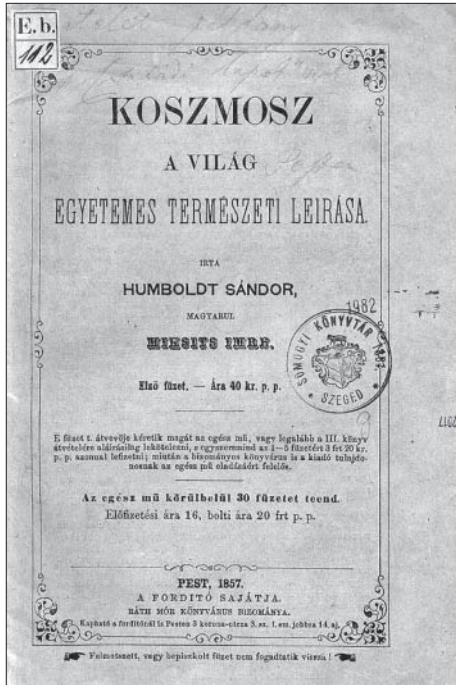 E. b.
112
KOSZMOSZ
A VILÁG
EGYETEMES TERMÉSZETI LEIRÁSA.
IRTA
HUMBOLDT SÁNDOR,
MAGYARUL
MIKSITS IMRE.
1982
SOMOGYI KÖNYVTÁR 1882.
SZEGED
Első füzet. — Ára 40 kr. p. p.
E füzet t. átvevője kéretik magát az egész mű, vagy legalább a III. könyv
átvételére aláirásilag lekötelezni, s egyszersmind az 1—5 füzetért 3 frt 20 kr.
p. p. azonnal lefizetni; miután a bizományos könyvárus is a kiadó tulajdo-
nosnak az egész mű eladásáért felelős.
Az egész mű körülbelül 30 füzetet teend.
Előfizetési ára 16, bolti ára 20 frt p. p.
PEST, 1857.
A FORDITÓ SAJÁTJA.
RÁTH MÓR KÖNYVÁRUS BIZOMÁNYA.
Kapható a forditónál is Pesten 3 korona-utcza 3. sz. 1. em. jobbra 14. aj.
Felmetszett, vagy bepiszkolt füzet nem fogadtatik vissza!